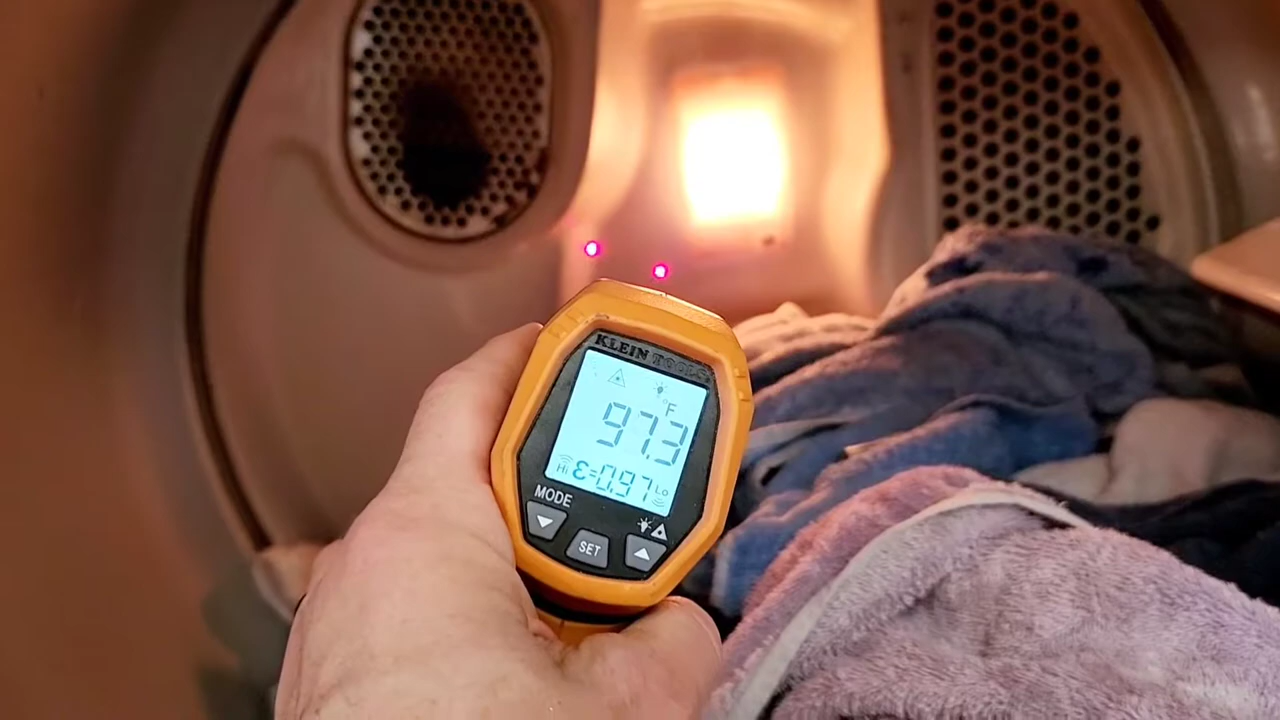 KLEIN TOOLS
°F
97.3
Hi ε=0.97 Lo
MODE
SET